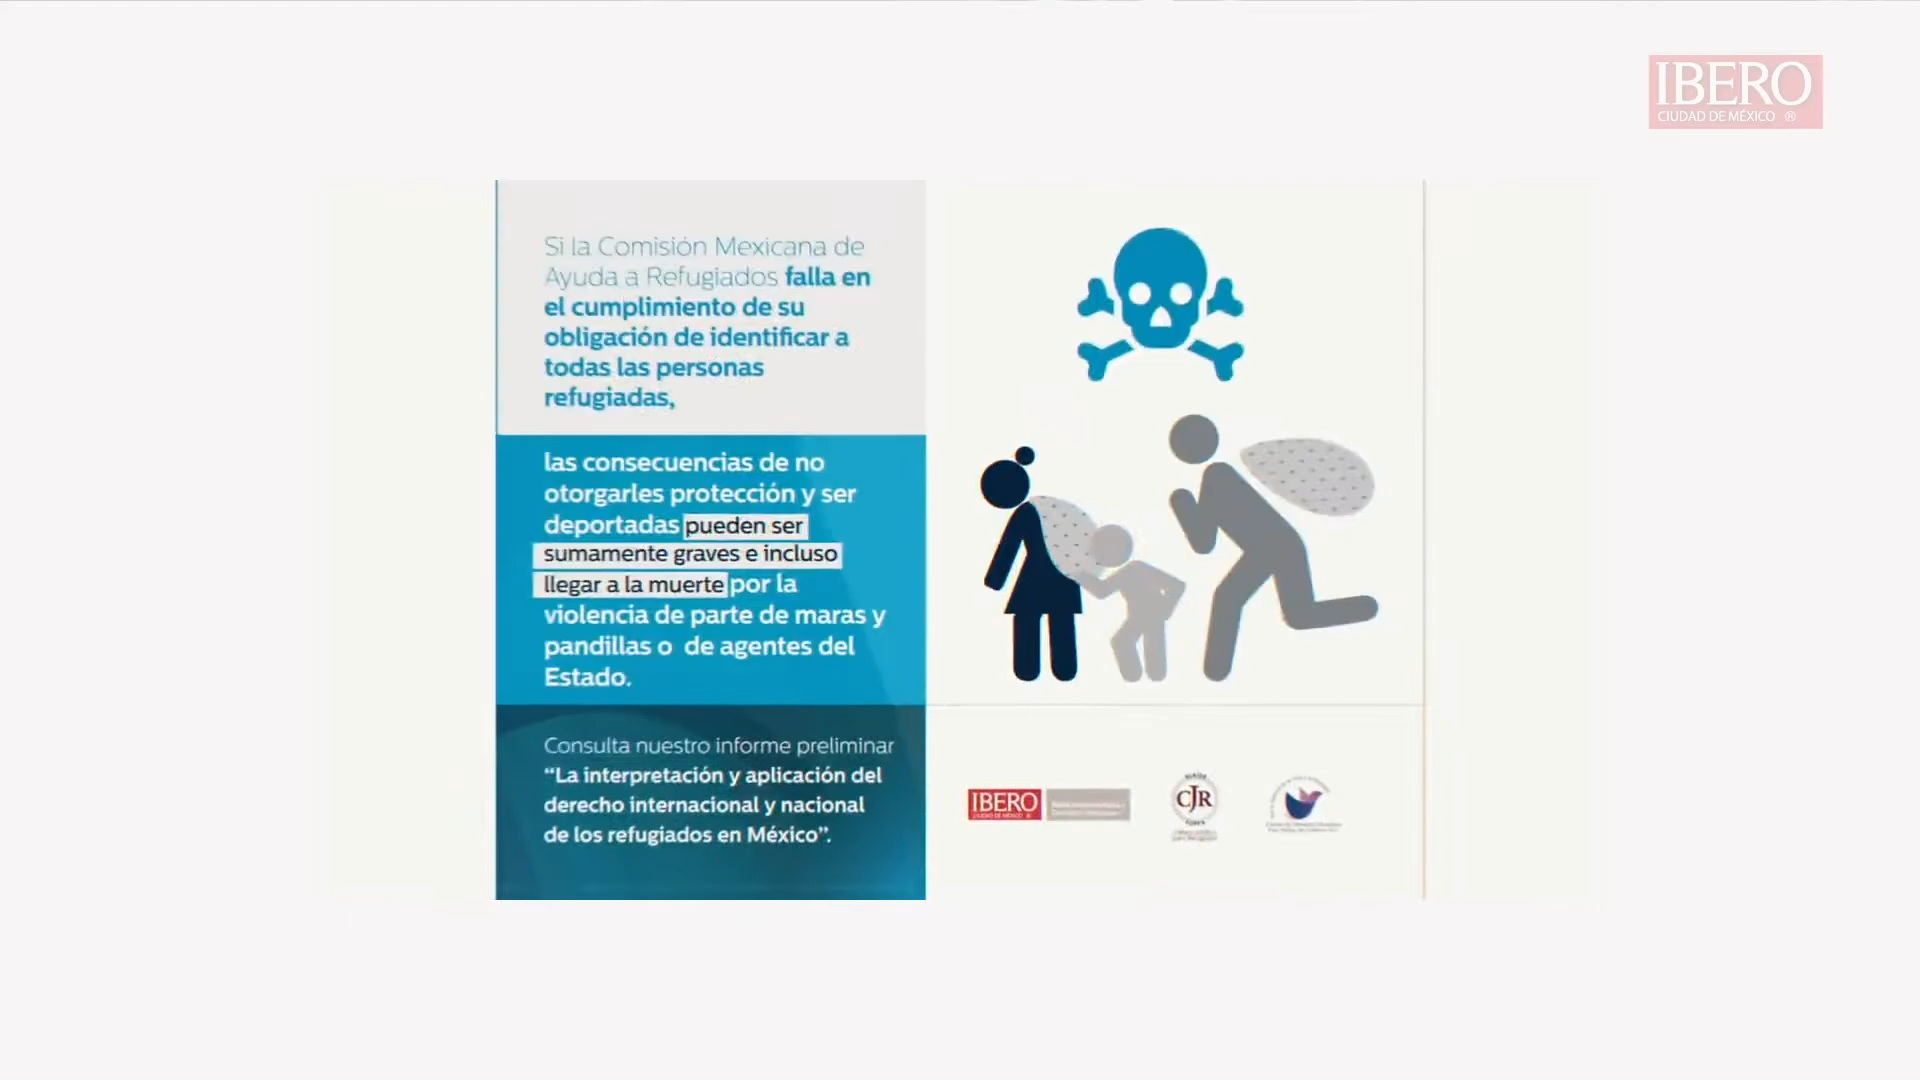 IBERO
CIUDAD DE MÉXICO ®
Si la Comisión Mexicana de
Ayuda a Refugiados falla en
el cumplimiento de su
obligación de identificar a
todas las personas
refugiadas,
las consecuencias de no
otorgarles protección y ser
deportadas pueden ser
sumamente graves e incluso
llegar a la muerte por la
violencia de parte de maras y
pandillas o de agentes del
Estado.
Consulta nuestro informe preliminar
“La interpretación y aplicación del
derecho internacional y nacional
de los refugiados en México”.
IBERO
CIUDAD DE MÉXICO ®
CJR